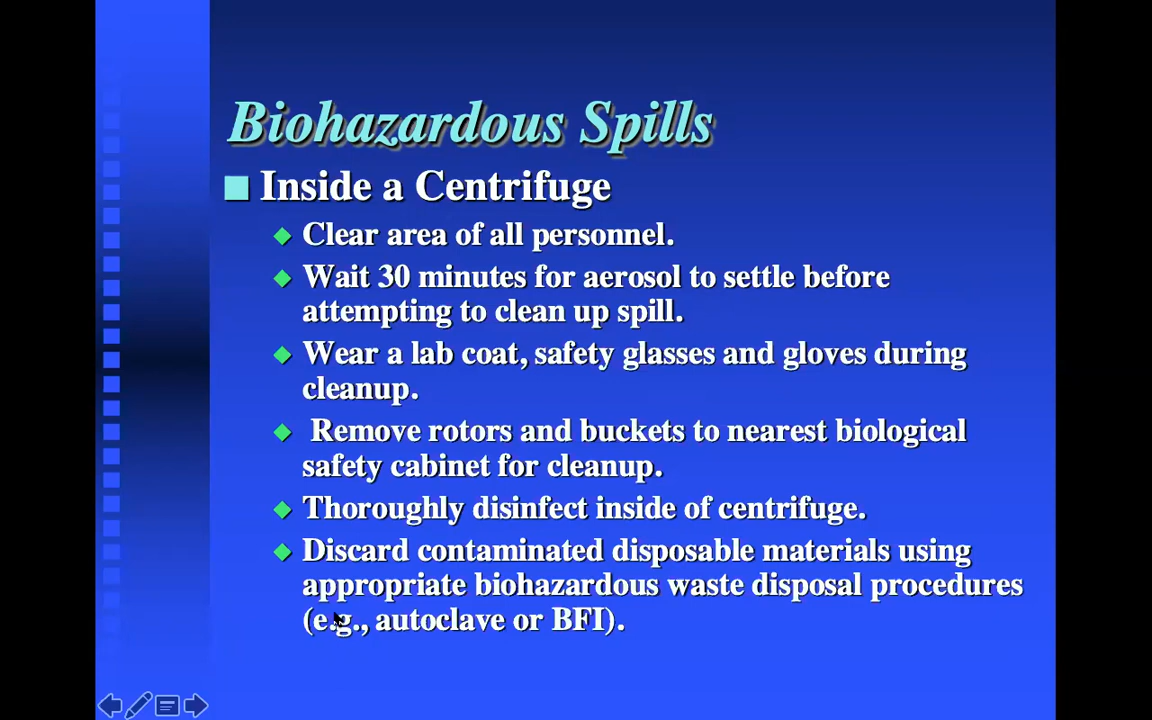 Biohazardous Spills
Inside a Centrifuge
Clear area of all personnel.
Wait 30 minutes for aerosol to settle before
attempting to clean up spill.
Wear a lab coat, safety glasses and gloves during
cleanup.
Remove rotors and buckets to nearest biological
safety cabinet for cleanup.
Thoroughly disinfect inside of centrifuge.
Discard contaminated disposable materials using
appropriate biohazardous waste disposal procedures
(e.g., autoclave or BFI).